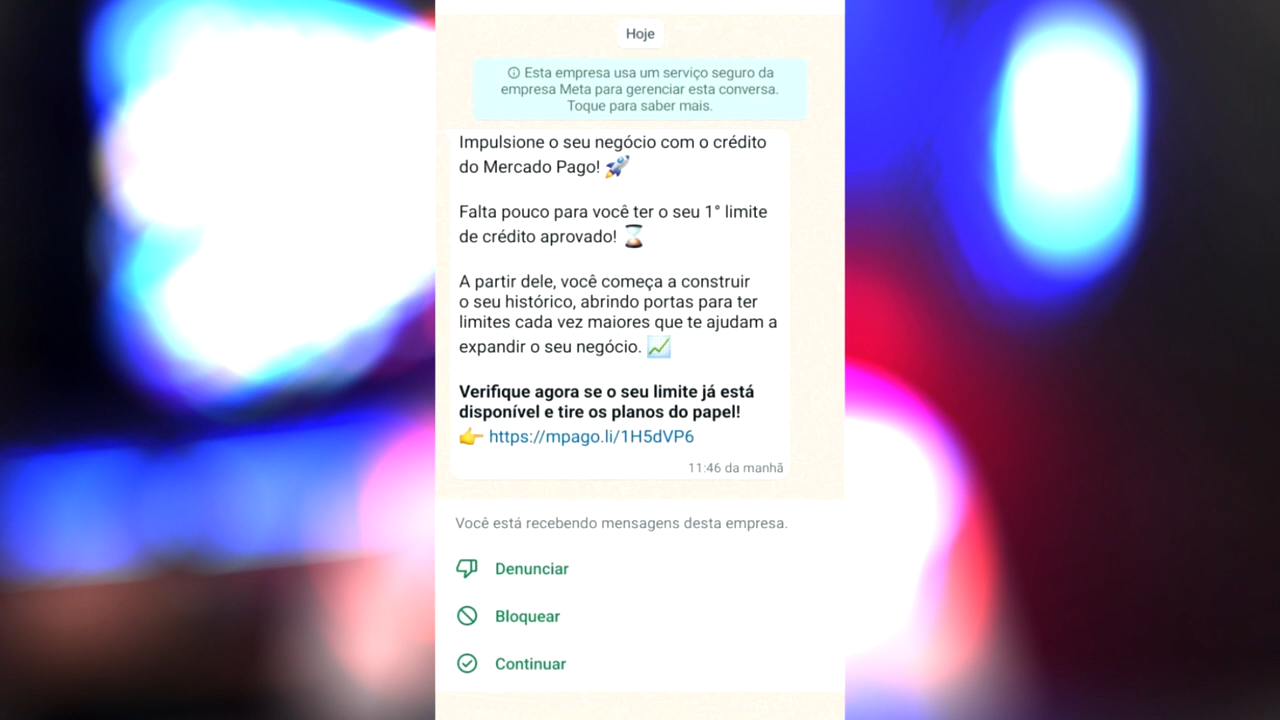 Hoje
Esta empresa usa um serviço seguro da
empresa Meta para gerenciar esta conversa.
Toque para saber mais.
Impulsione o seu negócio com o crédito
do Mercado Pago! 🚀
Falta pouco para você ter o seu 1° limite
de crédito aprovado! ⏳
A partir dele, você começa a construir
o seu histórico, abrindo portas para ter
limites cada vez maiores que te ajudam a
expandir o seu negócio. 📈
Verifique agora se o seu limite já está
disponível e tire os planos do papel!
👉 https://mpago.li/1H5dVP6
11:46 da manhã
Você está recebendo mensagens desta empresa.
Denunciar
Bloquear
Continuar